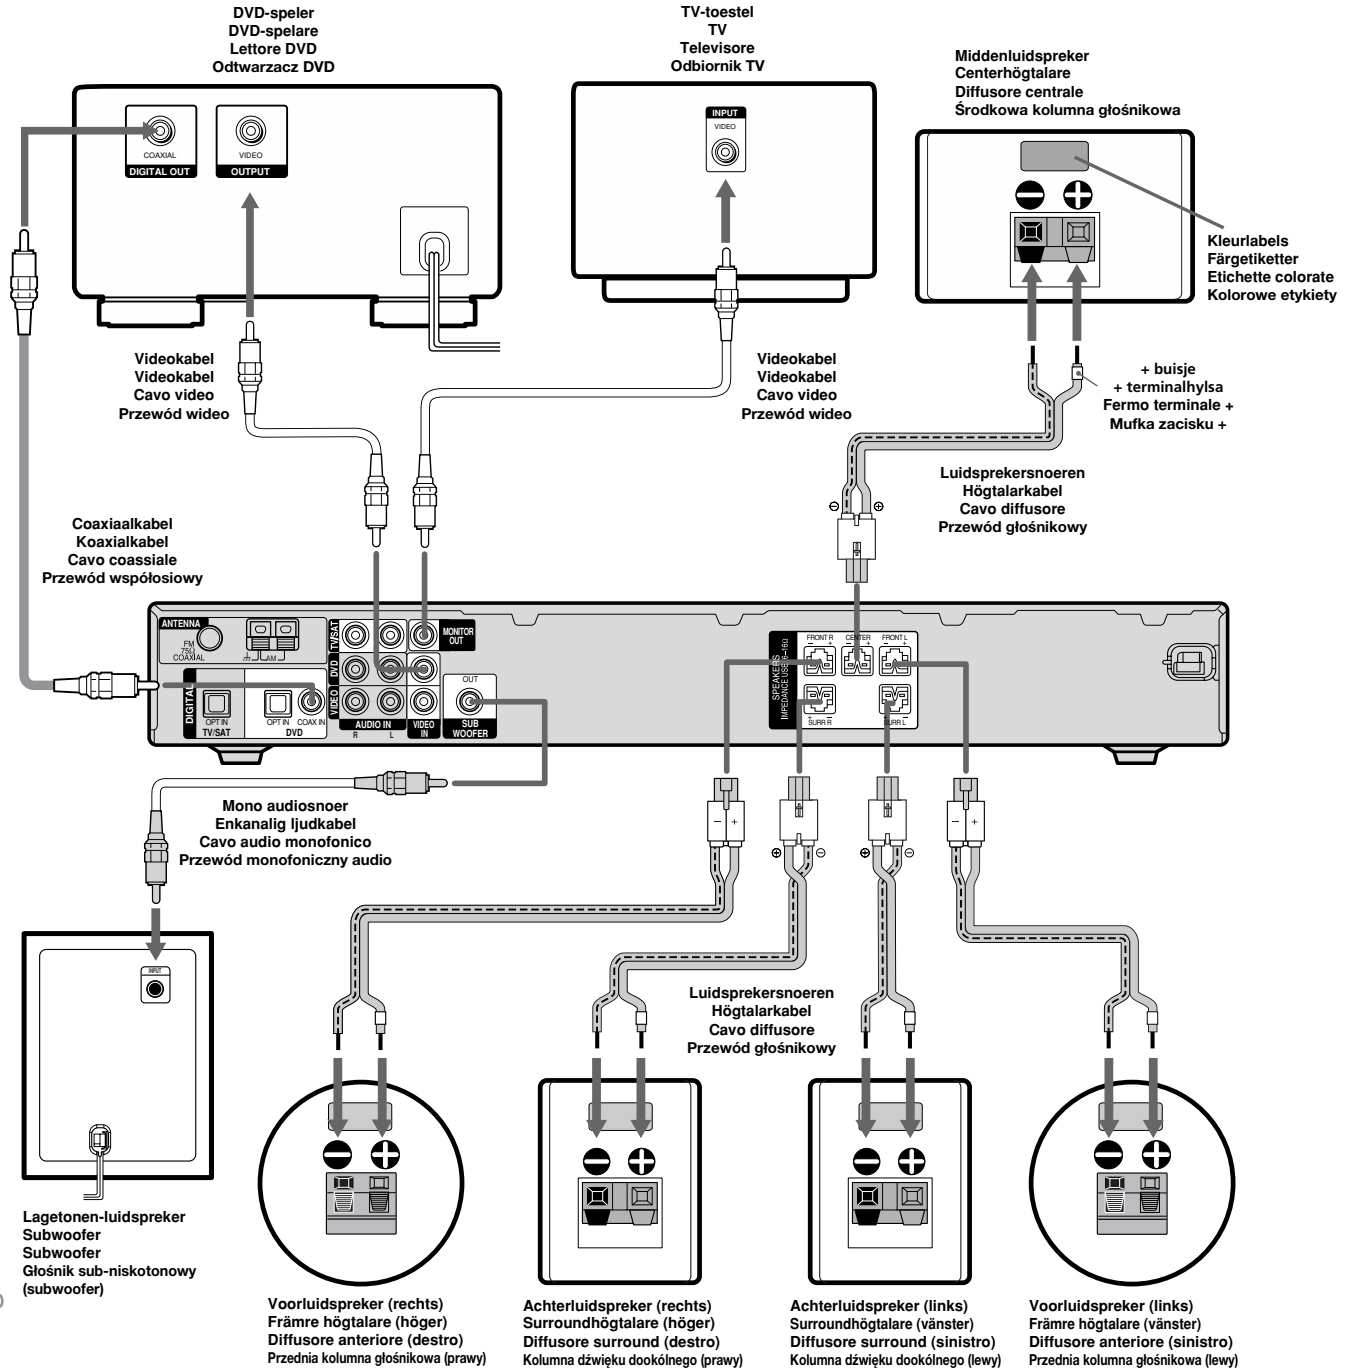 DVD-speler
DVD-spelare
Lettore DVD
Odtwarzacz DVD
TV-toestel
TV
Televisore
Odbiornik TV
Middenluidspreker
Centerhögtalare
Diffusore centrale
Środkowa kolumna głośnikowa
COAXIAL
DIGITAL OUT
VIDEO
OUTPUT
INPUT
VIDEO
Kleurlabels
Färgetiketter
Etichette colorate
Kolorowe etykiety
Videokabel
Videokabel
Cavo video
Przewód wideo
Videokabel
Videokabel
Cavo video
Przewód wideo
+ buisje
+ terminalhylsa
Fermo terminale +
Mufka zacisku +
Luidsprekersnoeren
Högtalarkabel
Cavo diffusore
Przewód głośnikowy
Coaxiaalkabel
Koaxialkabel
Cavo coassiale
Przewód współosiowy
ANTENNA
FM
75Ω
COAXIAL
AM
TV/SAT
DVD
VIDEO
MONITOR
OUT
DIGITAL
OPT IN
TV/SAT
OPT IN COAX IN
DVD
AUDIO IN
R L
VIDEO
IN
OUT
SUB
WOOFER
SPEAKERS
IMPEDANCE USE 6–16Ω
FRONT R
CENTER
FRONT L
SURR R
SURR L
Mono audiosnoer
Enkanalig ljudkabel
Cavo audio monofonico
Przewód monofoniczny audio
INPUT
Luidsprekersnoeren
Högtalarkabel
Cavo diffusore
Przewód głośnikowy
Lagetonen-luidspreker
Subwoofer
Subwoofer
Głośnik sub-niskotonowy
(subwoofer)
Voorluidspreker (rechts)
Främre högtalare (höger)
Diffusore anteriore (destro)
Przednia kolumna głośnikowa (prawy)
Achterluidspreker (rechts)
Surroundhögtalare (höger)
Diffusore surround (destro)
Kolumna dźwięku dookólnego (prawy)
Achterluidspreker (links)
Surroundhögtalare (vänster)
Diffusore surround (sinistro)
Kolumna dźwięku dookólnego (lewy)
Voorluidspreker (links)
Främre högtalare (vänster)
Diffusore anteriore (sinistro)
Przednia kolumna głośnikowa (lewy)